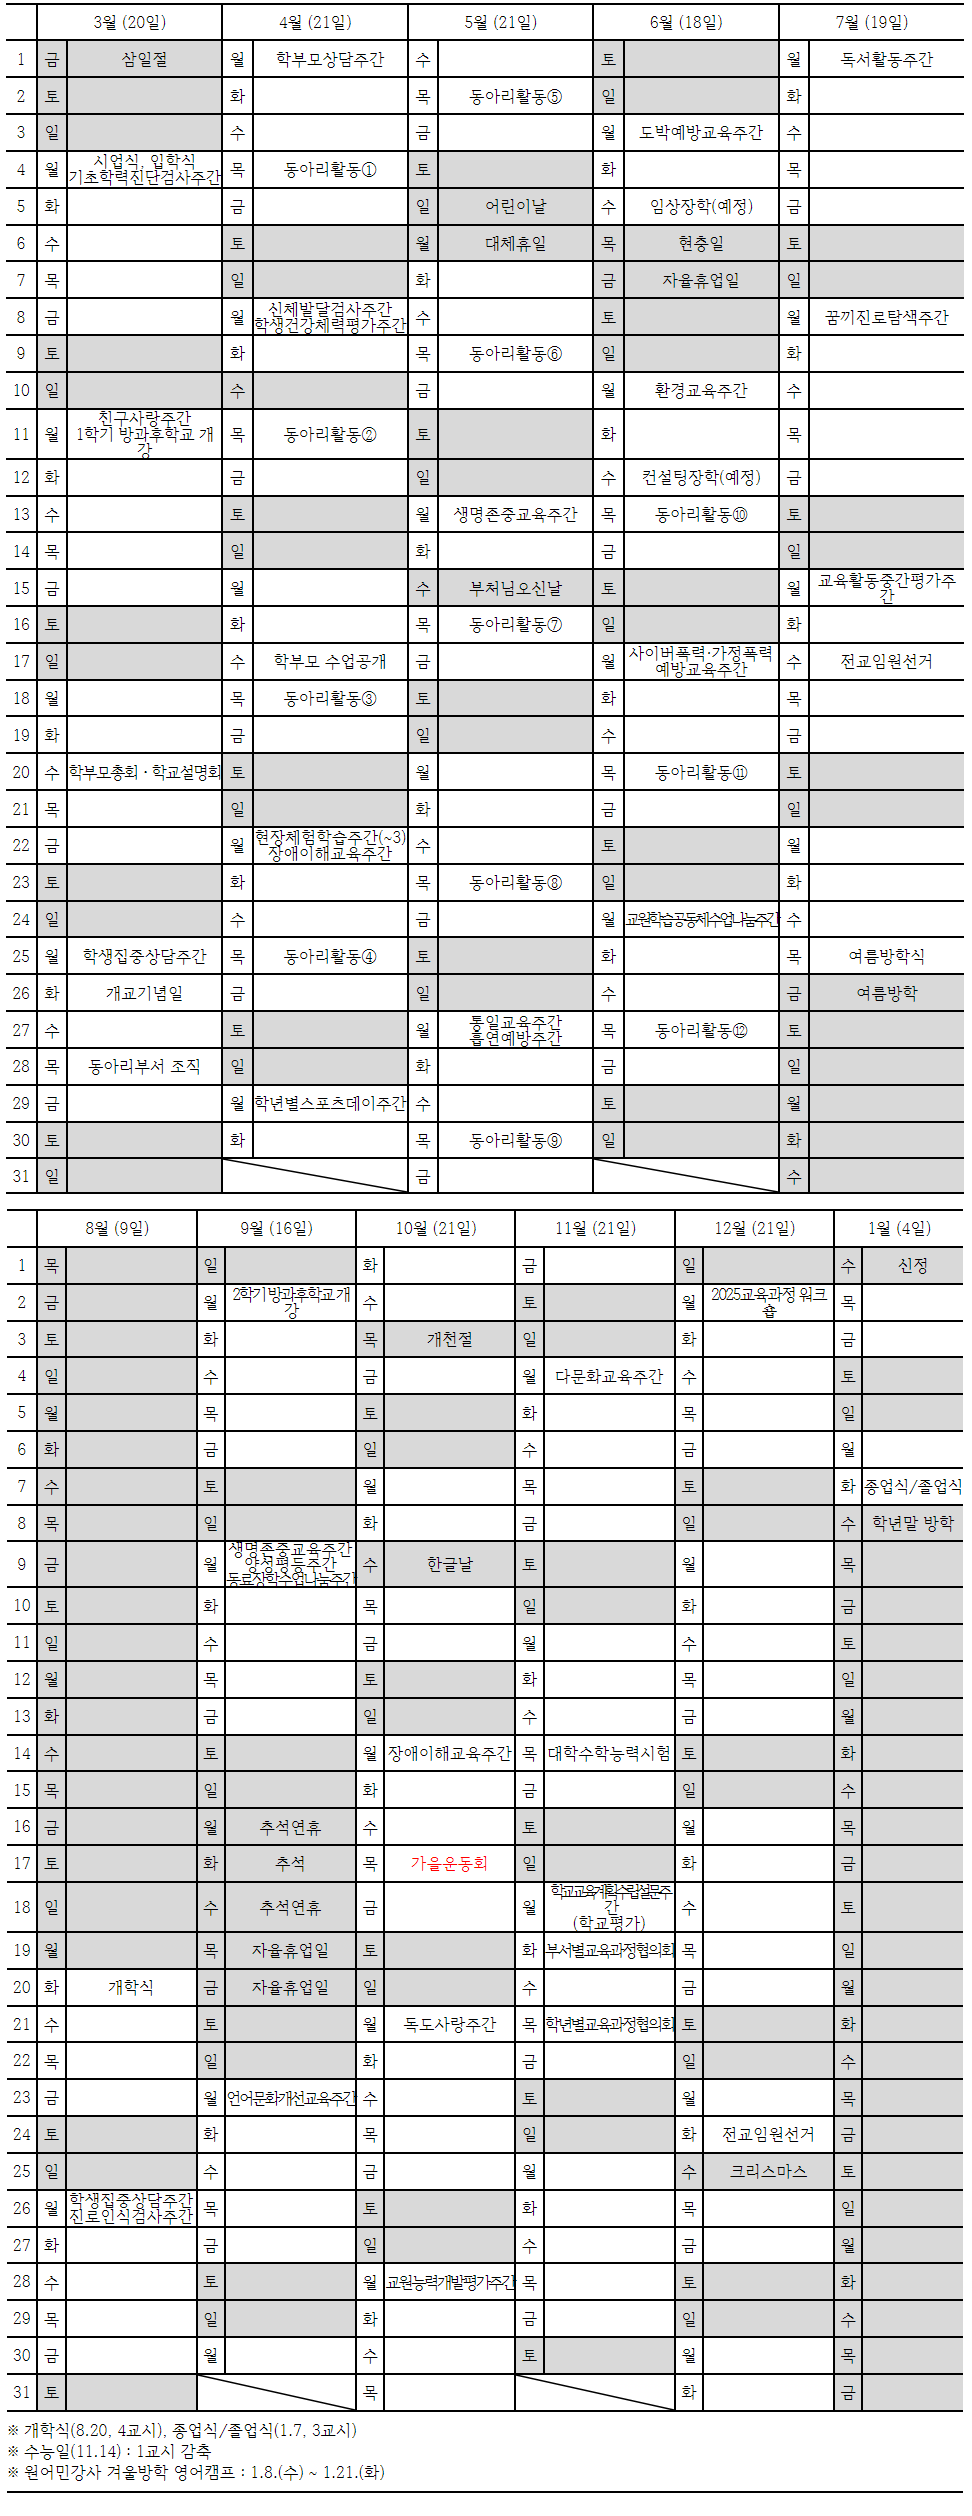 3월 (20일) 4월 (21일) 5월 (21일) 6월 (18일) 7월 (19일)
1 금 삼일절 월 학부모상담주간 수 토 월 독서활동주간
2 토 화 목 동아리활동⑤ 일 화
3 일 수 금 월 도박예방교육주간 수
4 월 시업식, 입학식 기초학력진단검사주간 목 동아리활동① 토 화 목
5 화 금 일 어린이날 수 임상장학(예정) 금
6 수 토 월 대체휴일 목 현충일 토
7 목 일 화 금 자율휴업일 일
8 금 월 신체발달검사주간 학생건강체력평가주간 수 토 월 꿈끼진로탐색주간
9 토 화 목 동아리활동⑥ 일 화
10 일 수 금 월 환경교육주간 수
11 월 친구사랑주간 1학기 방과후학교 개강 목 동아리활동② 토 화 목
12 화 금 일 수 컨설팅장학(예정) 금
13 수 토 월 생명존중교육주간 목 동아리활동⑩ 토
14 목 일 화 금 일
15 금 월 수 부처님오신날 토 월 교육활동중간평가주간
16 토 화 목 동아리활동⑦ 일 화
17 일 수 학부모 수업공개 금 월 사이버폭력·가정폭력 예방교육주간 수 전교임원선거
18 월 목 동아리활동③ 토 화 목
19 화 금 일 수 금
20 수 학부모총회·학교설명회 토 월 목 동아리활동⑪ 토
21 목 일 화 금 일
22 금 월 현장체험학습주간(~3) 장애이해교육주간 수 토 월
23 토 화 목 동아리활동⑧ 일 화
24 일 수 금 월 교원학습공동체수업나눔주간 수
25 월 학생집중상담주간 목 동아리활동④ 토 화 목 여름방학식
26 화 개교기념일 금 일 수 금 여름방학
27 수 토 월 통일교육주간 흡연예방주간 목 동아리활동⑫ 토
28 목 동아리부서 조직 일 화 금 일
29 금 월 학년별스포츠데이주간 수 토 월
30 토 화 목 동아리활동⑨ 일 화
31 일 금 수
8월 (9일) 9월 (16일) 10월 (21일) 11월 (21일) 12월 (21일) 1월 (4일)
1 목 일 화 금 일 수 신정
2 금 월 2학기방과후학교개강 수 토 월 2025교육과정 워크숍 목
3 토 화 목 개천절 일 화 금
4 일 수 금 월 다문화교육주간 수 토
5 월 목 토 화 목 일
6 화 금 일 수 금 월
7 수 토 월 목 토 화 종업식/졸업식
8 목 일 화 금 일 수 학년말 방학
9 금 월 생명존중교육주간 양성평등주간 동료장학수업나눔주간 수 한글날 토 월 목
10 토 화 목 일 화 금
11 일 수 금 월 수 토
12 월 목 토 화 목 일
13 화 금 일 수 금 월
14 수 토 월 장애이해교육주간 목 대학수학능력시험 토 화
15 목 일 화 금 일 수
16 금 월 추석연휴 수 토 월 목
17 토 화 추석 목 가을운동회 일 화 금
18 일 수 추석연휴 금 월 학교교육계획수립설문주간 (학교평가) 수 토
19 월 목 자율휴업일 토 화 부서별교육과정협의회 목 일
20 화 개학식 금 자율휴업일 일 수 금 월
21 수 토 월 독도사랑주간 목 학년별교육과정협의회 토 화
22 목 일 화 금 일 수
23 금 월 언어문화개선교육주간 수 토 월 목
24 토 화 목 일 화 전교임원선거 금
25 일 수 금 월 수 크리스마스 토
26 월 학생집중상담주간 진로인식검사주간 목 토 화 목 일
27 화 금 일 수 금 월
28 수 토 월 교원능력개발평가주간 목 토 화
29 목 일 화 금 일 수
30 금 월 수 토 월 목
31 토 목 화 금
※ 개학식(8.20, 4교시), 종업식/졸업식(1.7, 3교시)
※ 수능일(11.14) : 1교시 감축
※ 원어민강사 겨울방학 영어캠프 : 1.8.(수) ~ 1.21.(화)